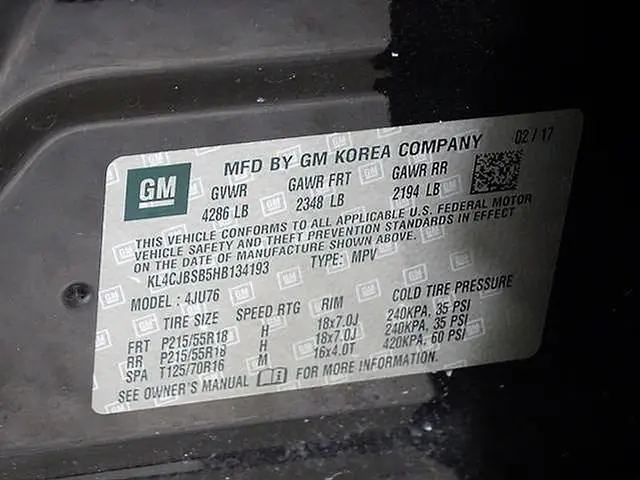 MFD BY GM KOREA COMPANY 02 / 17
GM
GVWR GAWR FRT GAWR RR
4286 LB 2348 LB 2194 LB
THIS VEHICLE CONFORMS TO ALL APPLICABLE U.S. FEDERAL MOTOR
VEHICLE SAFETY AND THEFT PREVENTION STANDARDS IN EFFECT
ON THE DATE OF MANUFACTURE SHOWN ABOVE.
KL4CJBSB5HB134193 TYPE: MPV
MODEL : 4JU76
TIRE SIZE SPEED RTG RIM COLD TIRE PRESSURE
FRT P215/55R18 H 18x7.0J 240KPA, 35 PSI
RR P215/55R18 H 18x7.0J 240KPA, 35 PSI
SPA T125/70R16 M 16x4.0T 420KPA, 60 PSI
SEE OWNER'S MANUAL FOR MORE INFORMATION.